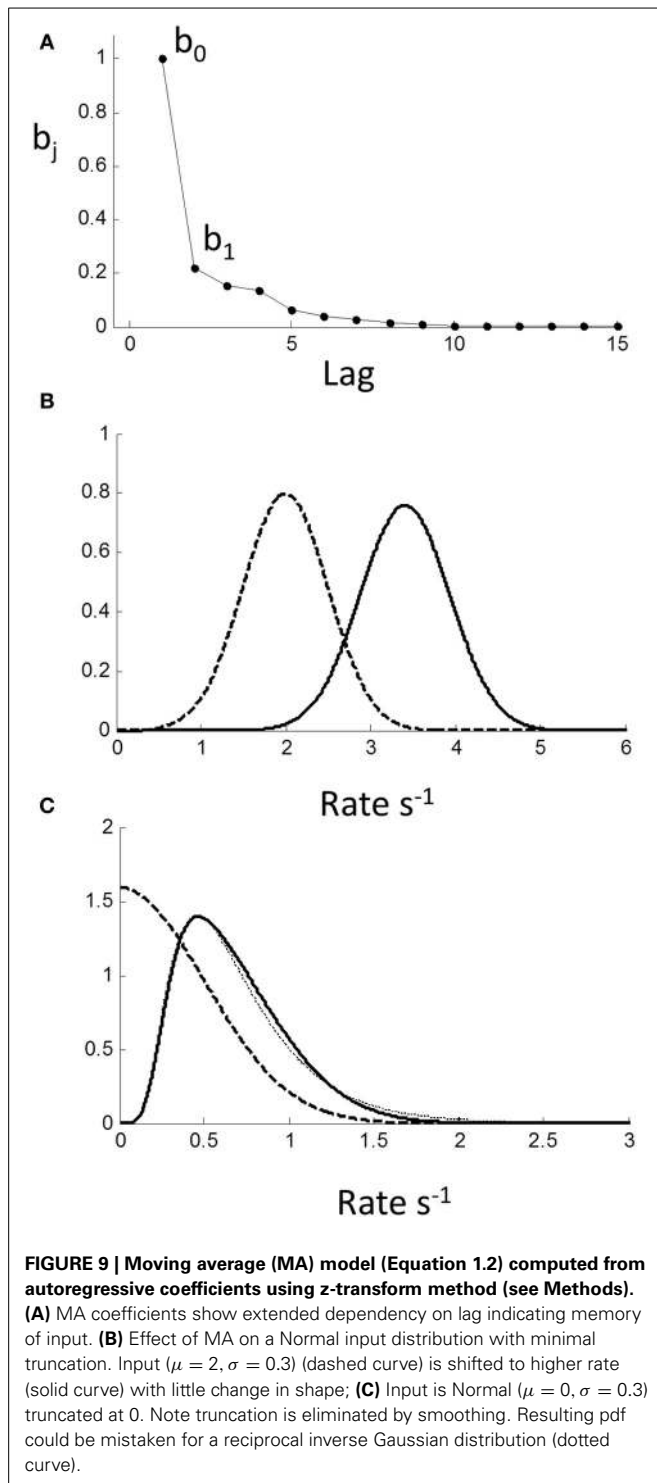 A
b0
1
0.8
bj
0.6
0.4
b1
0.2
0
0
5
10
15
Lag
B
1
0.8
0.6
0.4
0.2
0
0
1
2
3
4
5
6
Rate s-1
C
2
1.5
1
0.5
0
0
0.5
1
1.5
2
2.5
3
Rate s-1
FIGURE 9 | Moving average (MA) model (Equation 1.2) computed from
autoregressive coefficients using z-transform method (see Methods).
(A) MA coefficients show extended dependency on lag indicating memory
of input. (B) Effect of MA on a Normal input distribution with minimal
truncation. Input (μ = 2, σ = 0.3) (dashed curve) is shifted to higher rate
(solid curve) with little change in shape; (C) Input is Normal (μ = 0, σ = 0.3)
truncated at 0. Note truncation is eliminated by smoothing. Resulting pdf
could be mistaken for a reciprocal inverse Gaussian distribution (dotted
curve).